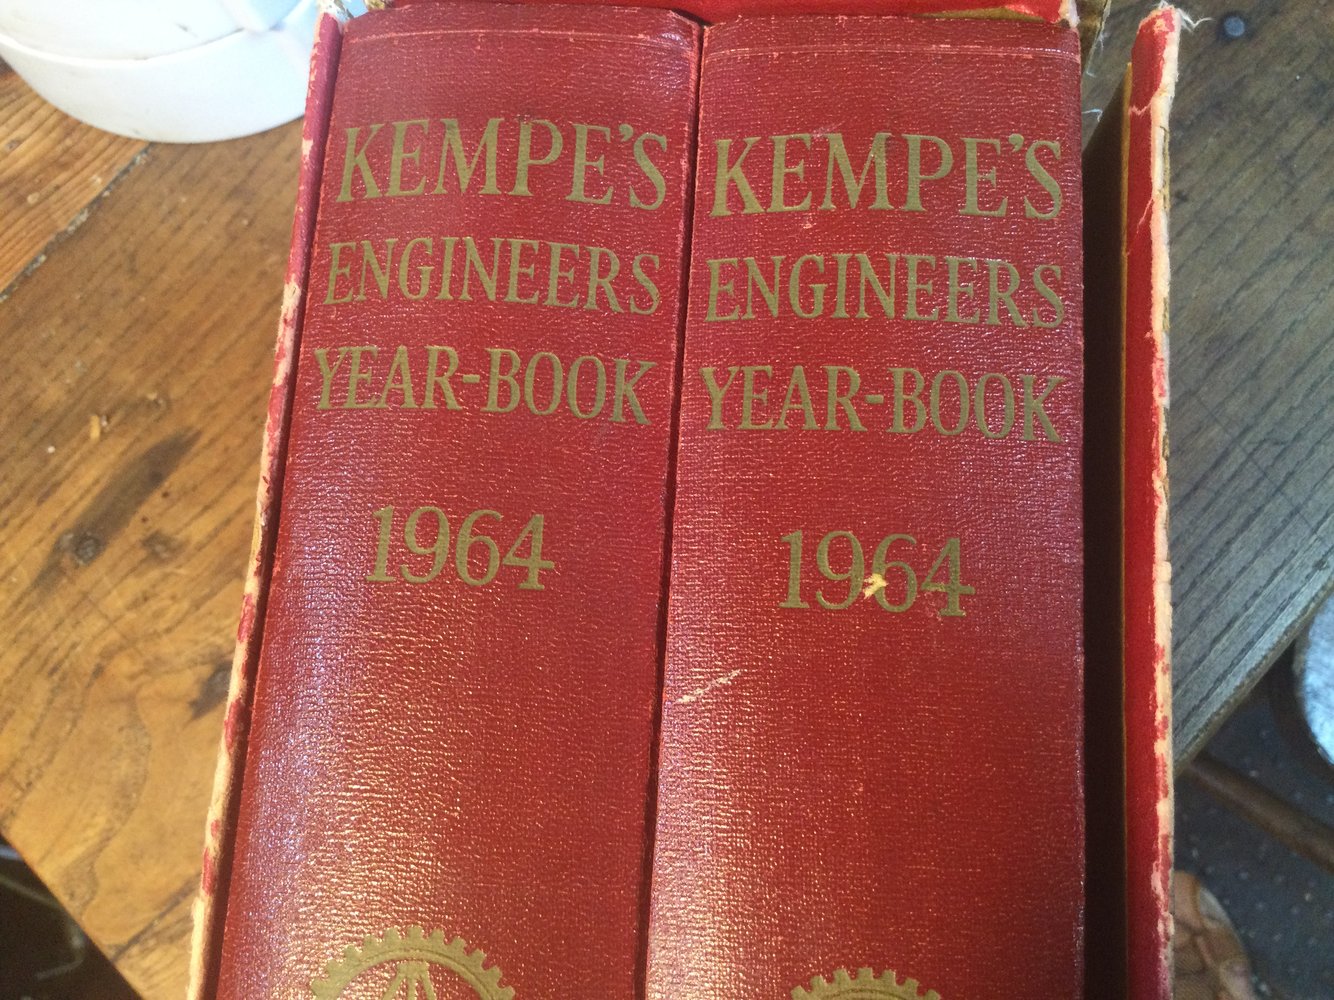 KEMPE'S
ENGINEERS
YEAR-BOOK
1964
KEMPE'S
ENGINEERS
YEAR-BOOK
1964